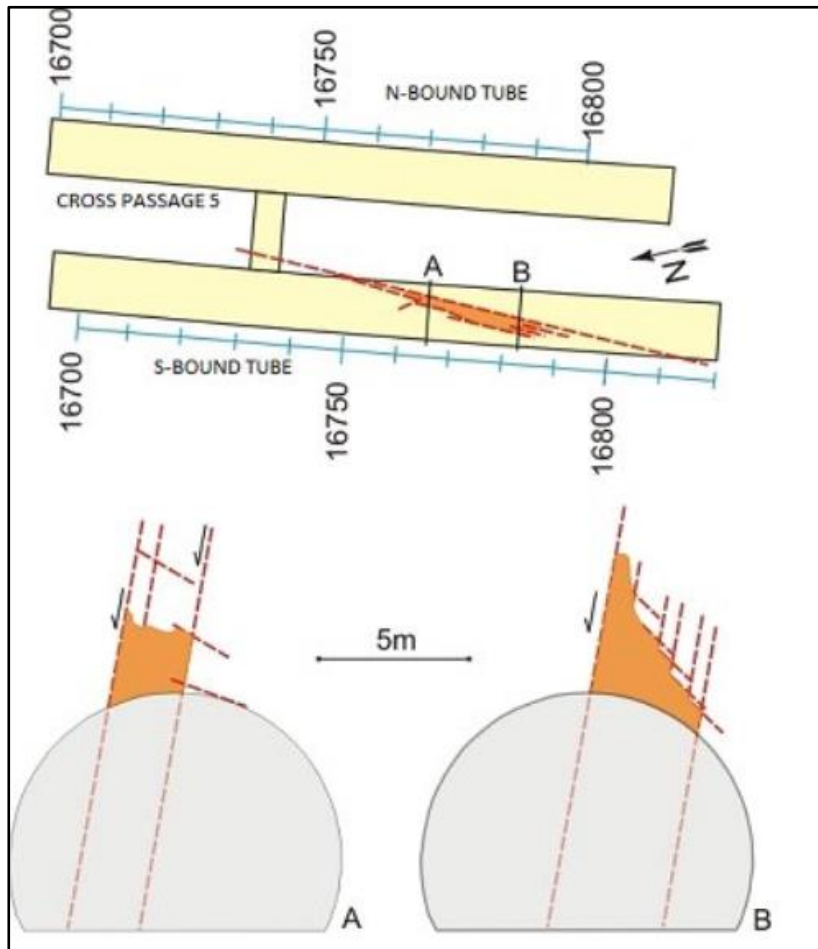 16700
16750
16800
N-BOUND TUBE
CROSS PASSAGE 5
N
A
B
S-BOUND TUBE
16700
16750
16800
5m
A
B